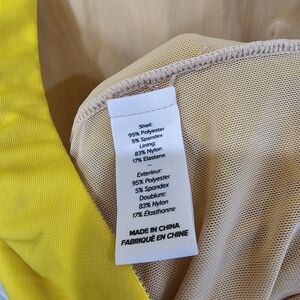 Shell:
95% Polyester
5% Spandex
Lining:
83% Nylon
17% Elastane
–
Exterieur:
95% Polyester
5% Spandex
Doublure:
83% Nylon
17% Élasthanne
MADE IN CHINA
FABRIQUÉ EN CHINE